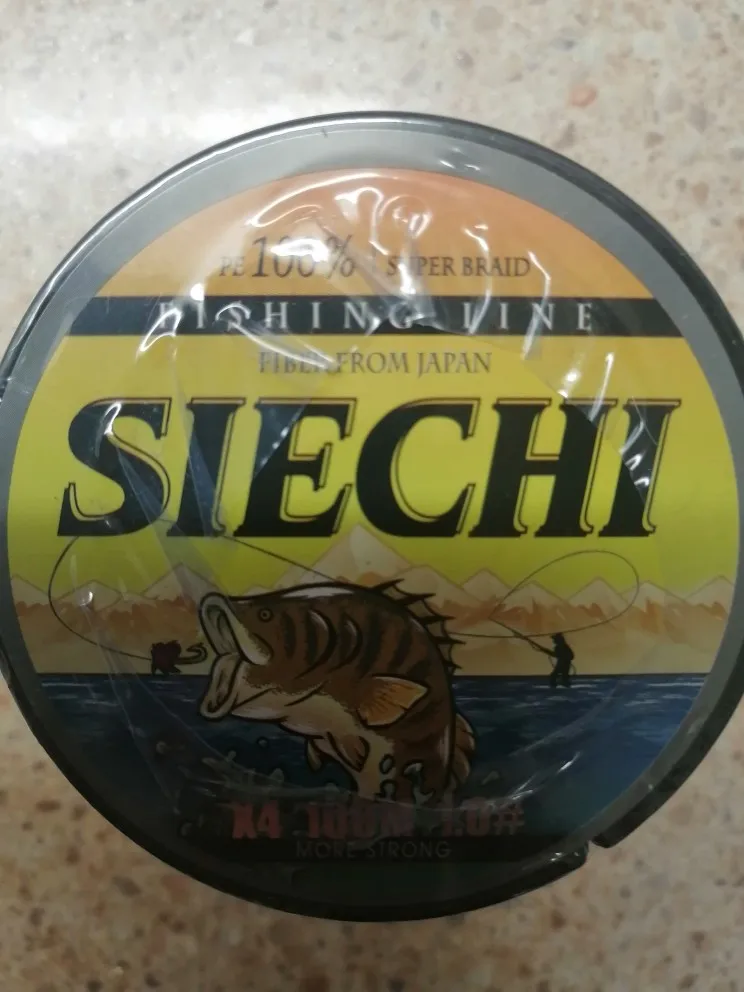 PE 100% | SUPER BRAID
FISHING LINE
FIBER FROM JAPAN
SIECHI
X4 100M 1.0#
MORE STRONG